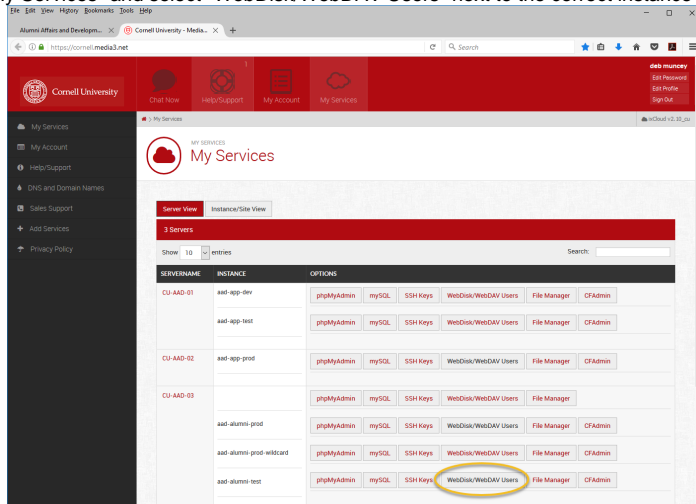 y Services" and select "WebDisk/WebDAV Users" next to the correct instance
File Edit View History Bookmarks Tools Help
Alumni Affairs and Developm... × Cornell University - Media... × +
https://cornell.media3.net Search
deb muncey
Edit Password
Edit Profile
Sign Out
Cornell University
Chat Now
1
Help/Support
My Account
My Services
My Services
My Account
Help/Support
DNS and Domain Names
Sales Support
Add Services
Privacy Policy
> My Services
v2.10_cu
MY SERVICES
My Services
Server View Instance/Site View
3 Servers
Show 10 entries Search:
SERVERNAME INSTANCE OPTIONS
CU-AAD-01 aad-app-dev phpMyAdmin mySQL SSH Keys WebDisk/WebDAV Users File Manager CFAdmin
aad-app-test phpMyAdmin mySQL SSH Keys WebDisk/WebDAV Users File Manager CFAdmin
CU-AAD-02 aad-app-prod phpMyAdmin mySQL SSH Keys WebDisk/WebDAV Users File Manager CFAdmin
CU-AAD-03 phpMyAdmin mySQL SSH Keys WebDisk/WebDAV Users File Manager
aad-alumni-prod phpMyAdmin mySQL SSH Keys WebDisk/WebDAV Users File Manager CFAdmin
aad-alumni-prod-wildcard phpMyAdmin mySQL SSH Keys WebDisk/WebDAV Users File Manager CFAdmin
aad-alumni-test phpMyAdmin mySQL SSH Keys WebDisk/WebDAV Users File Manager CFAdmin